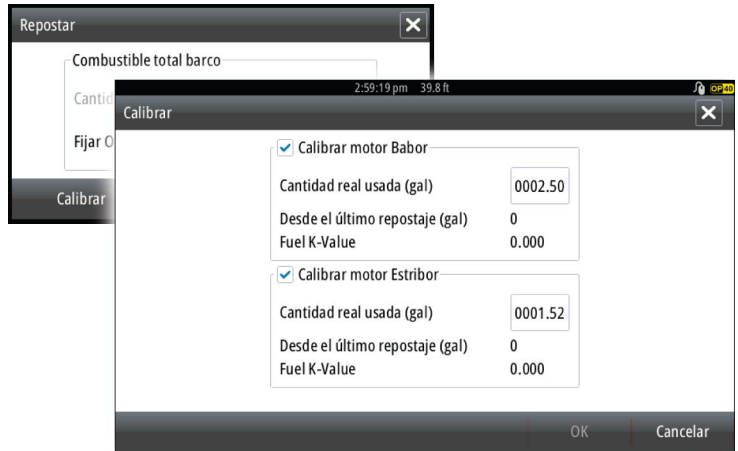 Repostar
Combustible total barco
Fijar
Calibrar
2:59:19 pm 39.8 ft OP40
Calibrar
Calibrar motor Babor
Cantidad real usada (gal) 0002.50
Desde el último repostaje (gal) 0
Fuel K-Value 0.000
Calibrar motor Estribor
Cantidad real usada (gal) 0001.52
Desde el último repostaje (gal) 0
Fuel K-Value 0.000
OK Cancelar